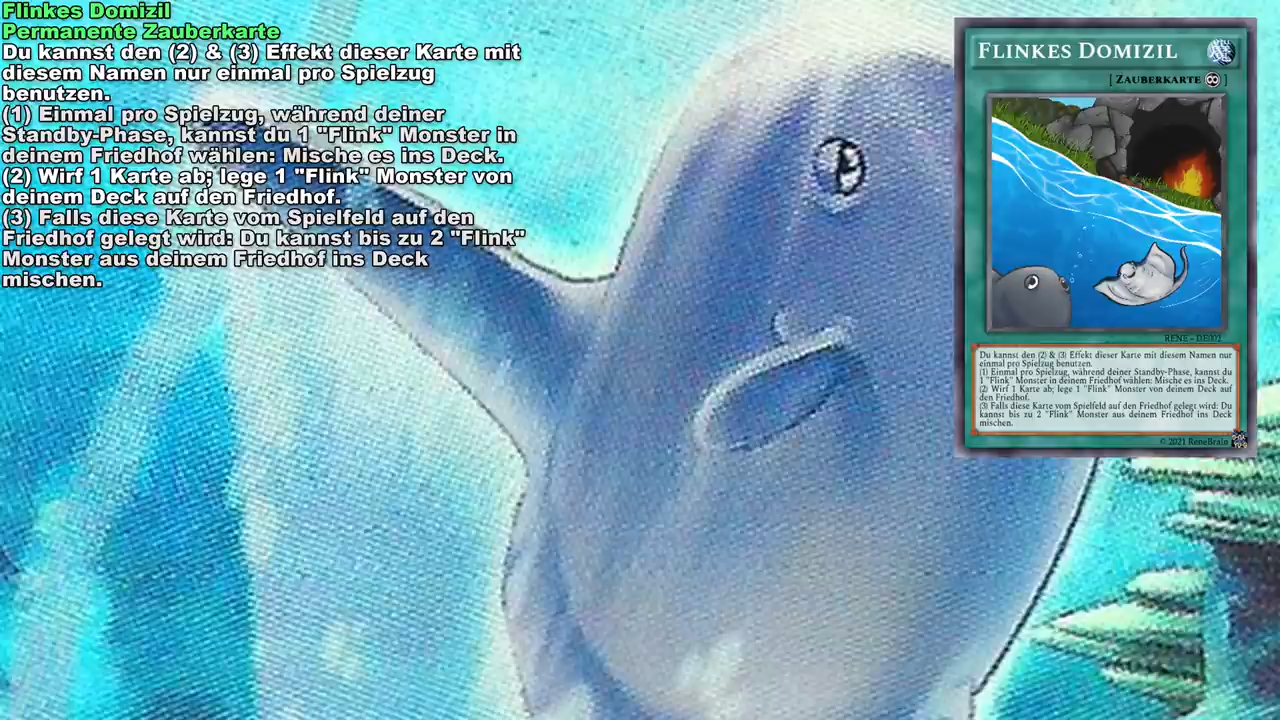 Flinkes Domizil
Permanente Zauberkarte
Du kannst den (2) & (3) Effekt dieser Karte mit
diesem Namen nur einmal pro Spielzug
benutzen.
(1) Einmal pro Spielzug, während deiner
Standby-Phase, kannst du 1 "Flink" Monster in
deinem Friedhof wählen: Mische es ins Deck.
(2) Wirf 1 Karte ab; lege 1 "Flink" Monster von
deinem Deck auf den Friedhof.
(3) Falls diese Karte vom Spielfeld auf den
Friedhof gelegt wird: Du kannst bis zu 2 "Flink"
Monster aus deinem Friedhof ins Deck
mischen.
FLINKES DOMIZIL
[ ZAUBERKARTE ]
RENE - DE002
Du kannst den (2) & (3) Effekt dieser Karte mit diesem Namen nur
einmal pro Spielzug benutzen.
(1) Einmal pro Spielzug, während deiner Standby-Phase, kannst du
1 "Flink" Monster in deinem Friedhof wählen: Mische es ins Deck.
(2) Wirf 1 Karte ab; lege 1 "Flink" Monster von deinem Deck auf
den Friedhof.
(3) Falls diese Karte vom Spielfeld auf den Friedhof gelegt wird: Du
kannst bis zu 2 "Flink" Monster aus deinem Friedhof ins Deck
mischen.
© 2021 ReneBrain